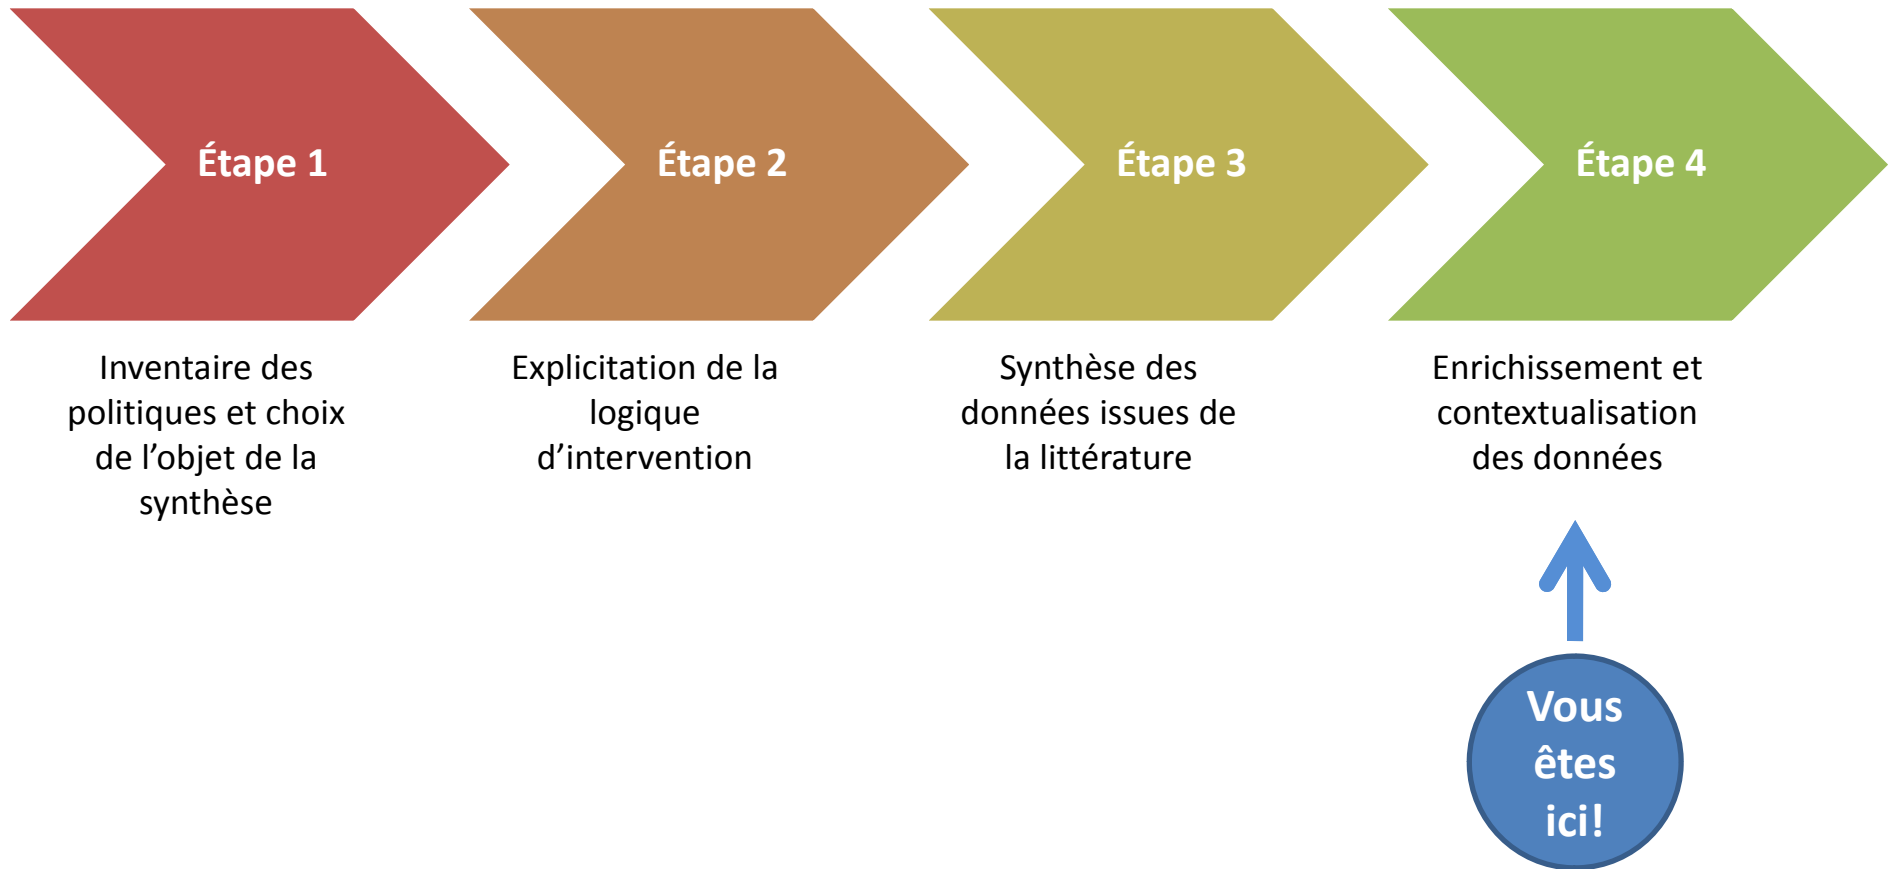 Étape 1
Étape 2
Étape 3
Étape 4
Inventaire des
politiques et choix
de l’objet de la
synthèse
Explicitation de la
logique
d’intervention
Synthèse des
données issues de
la littérature
Enrichissement et
contextualisation
des données
Vous
êtes
ici!